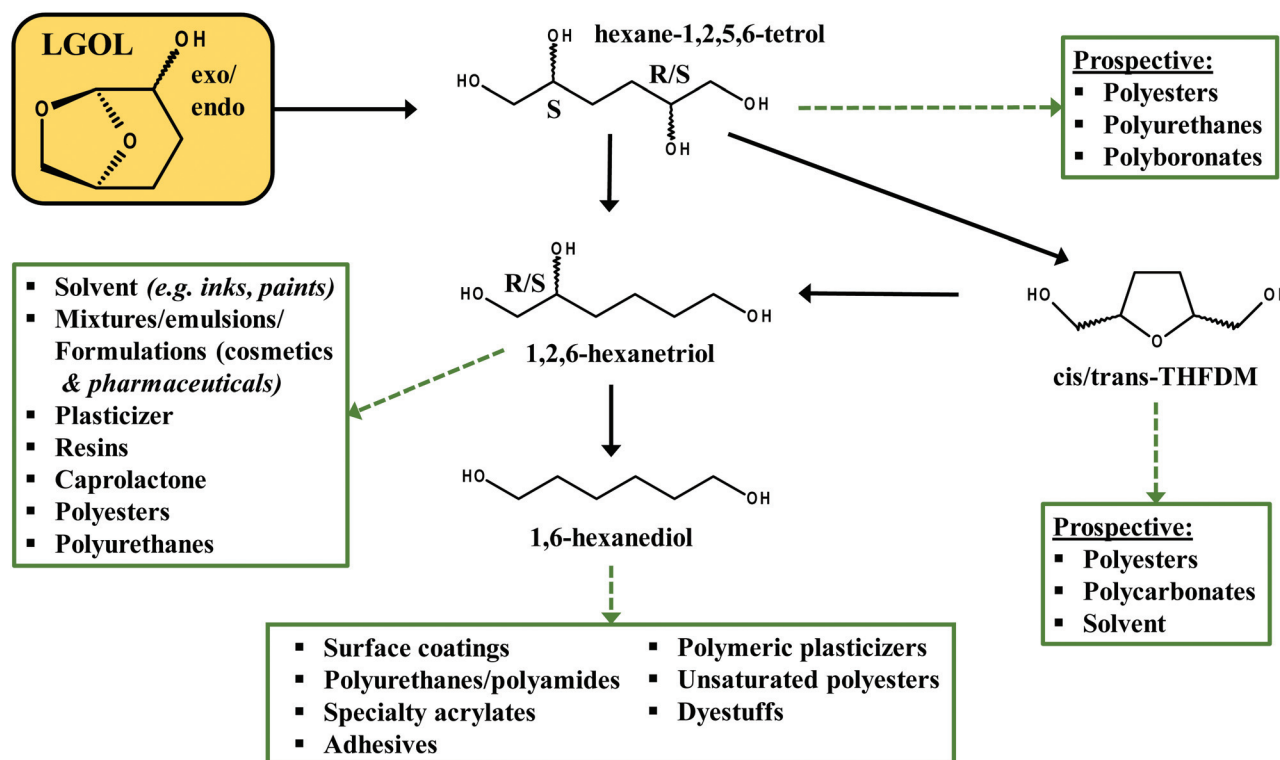 LGOL
OH
exo/
endo
O
O
hexane-1,2,5,6-tetrol
OH
HO
S
R/S
OH
OH
Prospective:
▪ Polyesters
▪ Polyurethanes
▪ Polyboronates
▪ Solvent (e.g. inks, paints)
▪ Mixtures/emulsions/
Formulations (cosmetics
& pharmaceuticals)
▪ Plasticizer
▪ Resins
▪ Caprolactone
▪ Polyesters
▪ Polyurethanes
OH
R/S
HO
OH
1,2,6-hexanetriol
HO
OH
O
cis/trans-THFDM
HO
OH
1,6-hexanediol
Prospective:
▪ Polyesters
▪ Polycarbonates
▪ Solvent
▪ Surface coatings
▪ Polyurethanes/polyamides
▪ Specialty acrylates
▪ Adhesives
▪ Polymeric plasticizers
▪ Unsaturated polyesters
▪ Dyestuffs